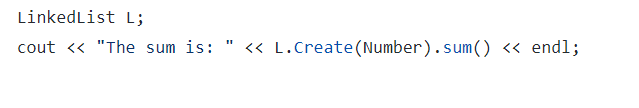 LinkedList L;
cout << "The sum is: " << L.Create(Number).sum() << endl;